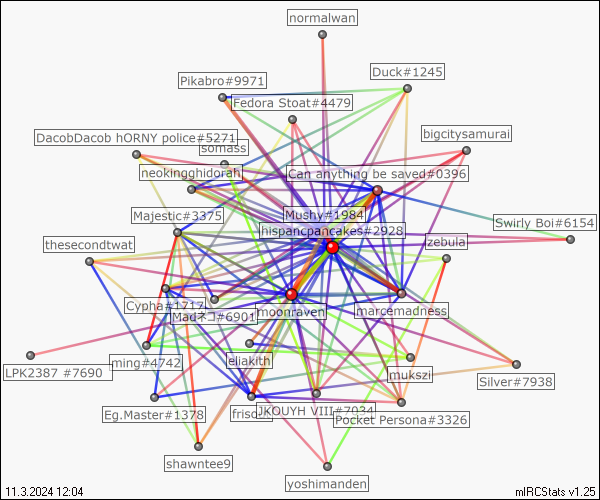 normalwan
Duck#1245
Pikabro#9971
Fedora Stoat#4479
bigcitysamurai
DacobDacob hORNY police#5271
somass
neokingghidorah
Can anything be saved#0396
Majestic#3375
Mushy#1984
Swirly Boi#6154
hispancpancakes#2928
thesecondtwat
zebula
Cypha#1717
Madネコ#6901
moonraven
marcemadness
ming#4742
eliakith
LPK2387 #7690
mukszi
Silver#7938
Eg.Master#1378
JKOUYH VIII#7034
Pocket Persona#3326
shawntee9
yoshimanden
11.3.2024 12:04
mIRCStats v1.25